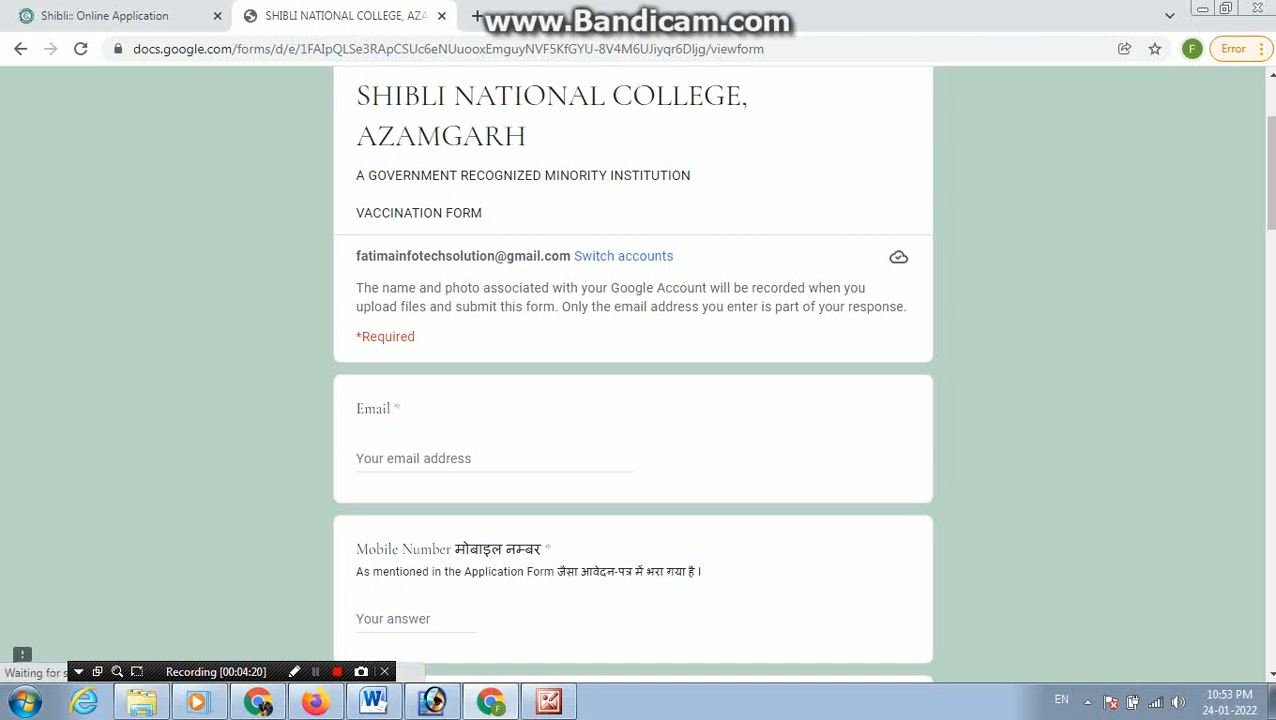 Shibli:: Online Application
SHIBLI NATIONAL COLLEGE, AZA
www.Bandicam.com
docs.google.com/forms/d/e/1FAIpQLSe3RApCSUc6eNUuooxEmguyNVF5KfGYU-8V4M6UJiyqr6Dljg/viewform
F
Error
SHIBLI NATIONAL COLLEGE,
AZAMGARH
A GOVERNMENT RECOGNIZED MINORITY INSTITUTION
VACCINATION FORM
fatimainfotechsolution@gmail.com Switch accounts
The name and photo associated with your Google Account will be recorded when you
upload files and submit this form. Only the email address you enter is part of your response.
*Required
Email *
Your email address
Mobile Number मोबाइल नम्बर *
As mentioned in the Application Form जैसा आवेदन-पत्र में भरा गया है ।
Your answer
Waiting for s
Recording [00:04:20]
EN
10:53 PM
24-01-2022